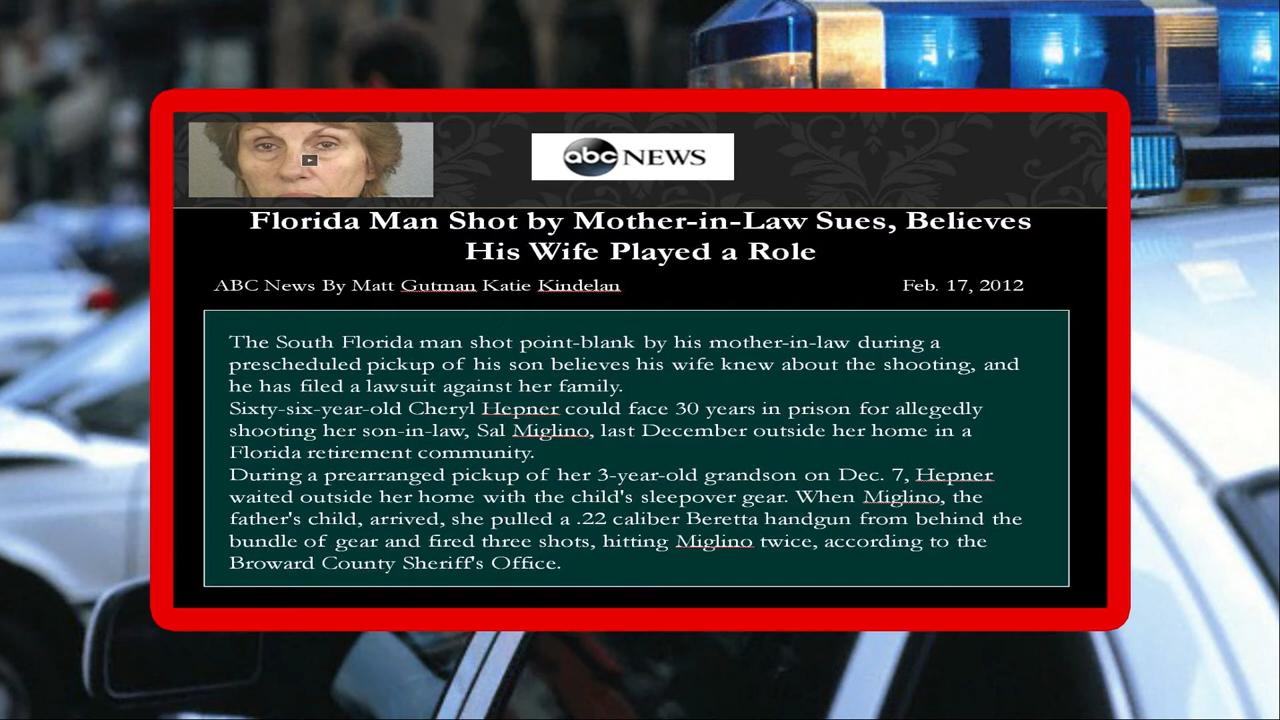 abc NEWS
Florida Man Shot by Mother-in-Law Sues, Believes
His Wife Played a Role
ABC News By Matt Gutman Katie Kindelan Feb. 17, 2012
The South Florida man shot point-blank by his mother-in-law during a
prescheduled pickup of his son believes his wife knew about the shooting, and
he has filed a lawsuit against her family.
Sixty-six-year-old Cheryl Hepner could face 30 years in prison for allegedly
shooting her son-in-law, Sal Miglino, last December outside her home in a
Florida retirement community.
During a prearranged pickup of her 3-year-old grandson on Dec. 7, Hepner
waited outside her home with the child's sleepover gear. When Miglino, the
father's child, arrived, she pulled a .22 caliber Beretta handgun from behind the
bundle of gear and fired three shots, hitting Miglino twice, according to the
Broward County Sheriff's Office.